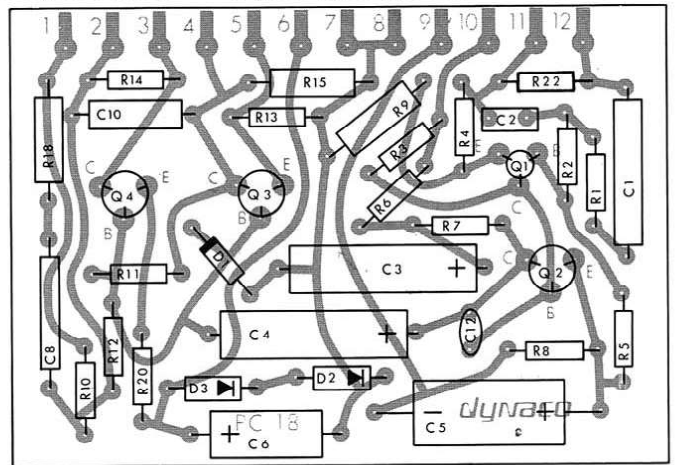 1 2 3 4 5 6 7 8 9 10 11 12
R14 R15 R22
R18 C10 R13 R9 R4 C2
R3 R2 R1 C1
C E C E E Q1 B
Q4 Q3 R6
B B C
R7
D1 C E
R11 C3 + Q2
B
C8 R12 C4 + C12
R20 R8 R5
R10 D3 D2
PC 18 - dynaco +
+ C6 C5